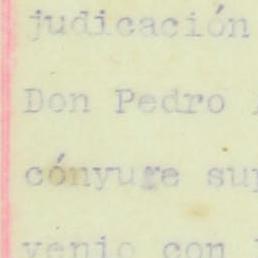 judicación
Don Pedro
cónyuge su
venio con